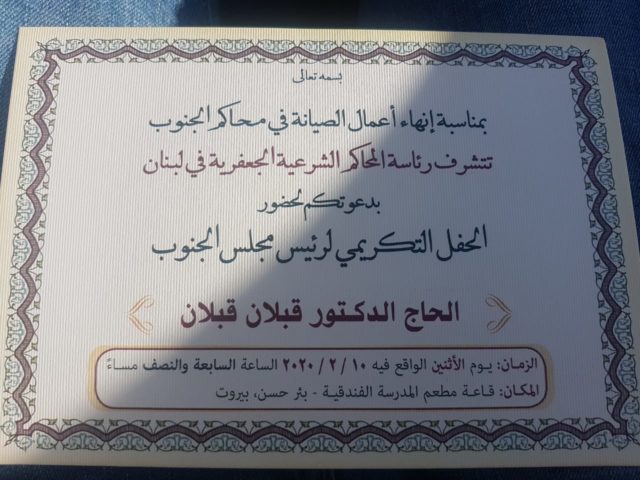 بسمه تعالى
بمناسبة إنهاء أعمال الصيانة في محاكم الجنوب
تتشرف رئاسة المحاكم الشرعية الجعفرية في لبنان
بدعوتكم لحضور
الحفل التكريمي لرئيس مجلس الجنوب
الحاج الدكتور قبلان قبلان
الزمان: يوم الأثنين الواقع فيه ١٠ / ٢ / ٢٠٢٠ الساعة السابعة والنصف مساءً
المكان: قاعة مطعم المدرسة الفندقية - بئر حسن، بيروت